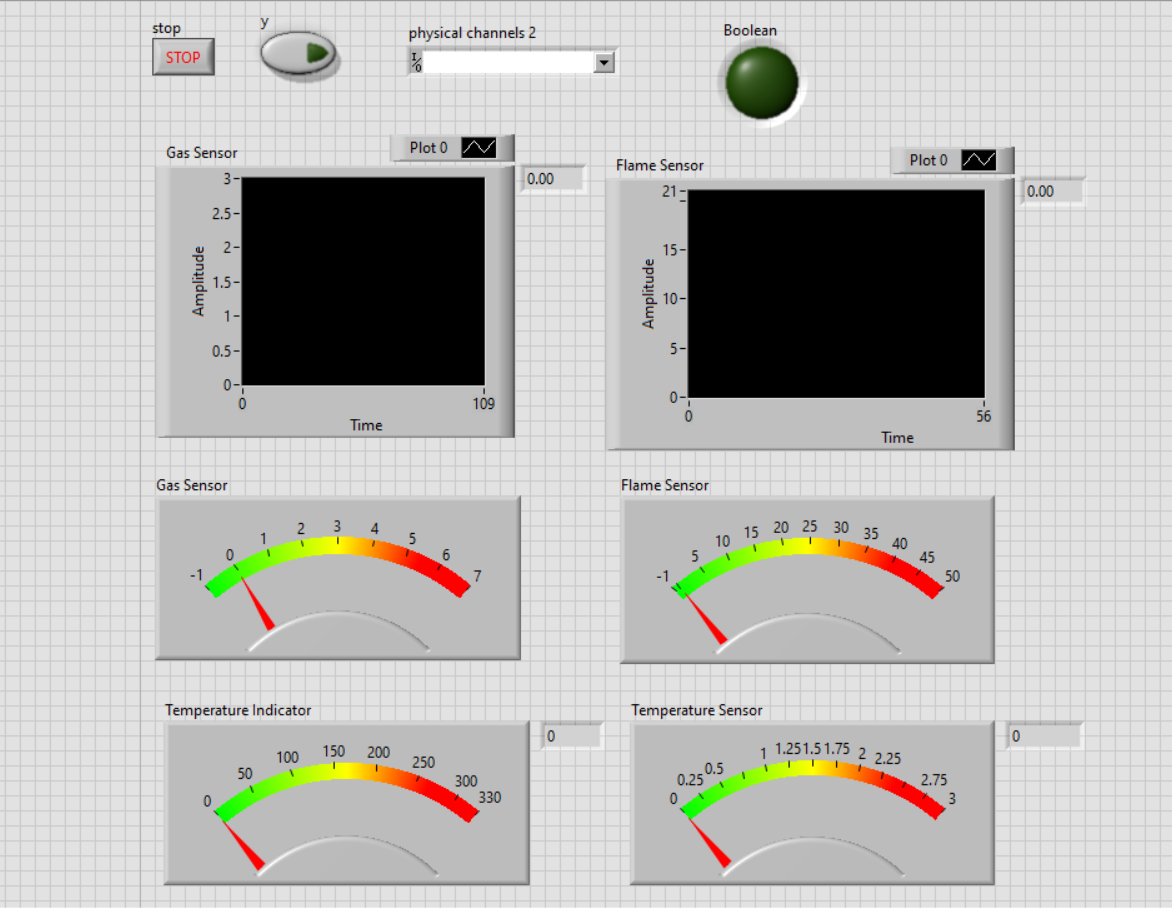 stop
STOP
y
physical channels 2
I/O
Boolean
Gas Sensor
Plot 0
0.00
3
2.5
2
1.5
1
0.5
0
Amplitude
0
109
Time
Flame Sensor
Plot 0
0.00
21
15
10
5
0
Amplitude
0
56
Time
Gas Sensor
-1 0 1 2 3 4 5 6 7
Flame Sensor
-1 5 10 15 20 25 30 35 40 45 50
Temperature Indicator
0
0 50 100 150 200 250 300 330
Temperature Sensor
0
0 0.25 0.5 1 1.25 1.5 1.75 2 2.25 2.75 3